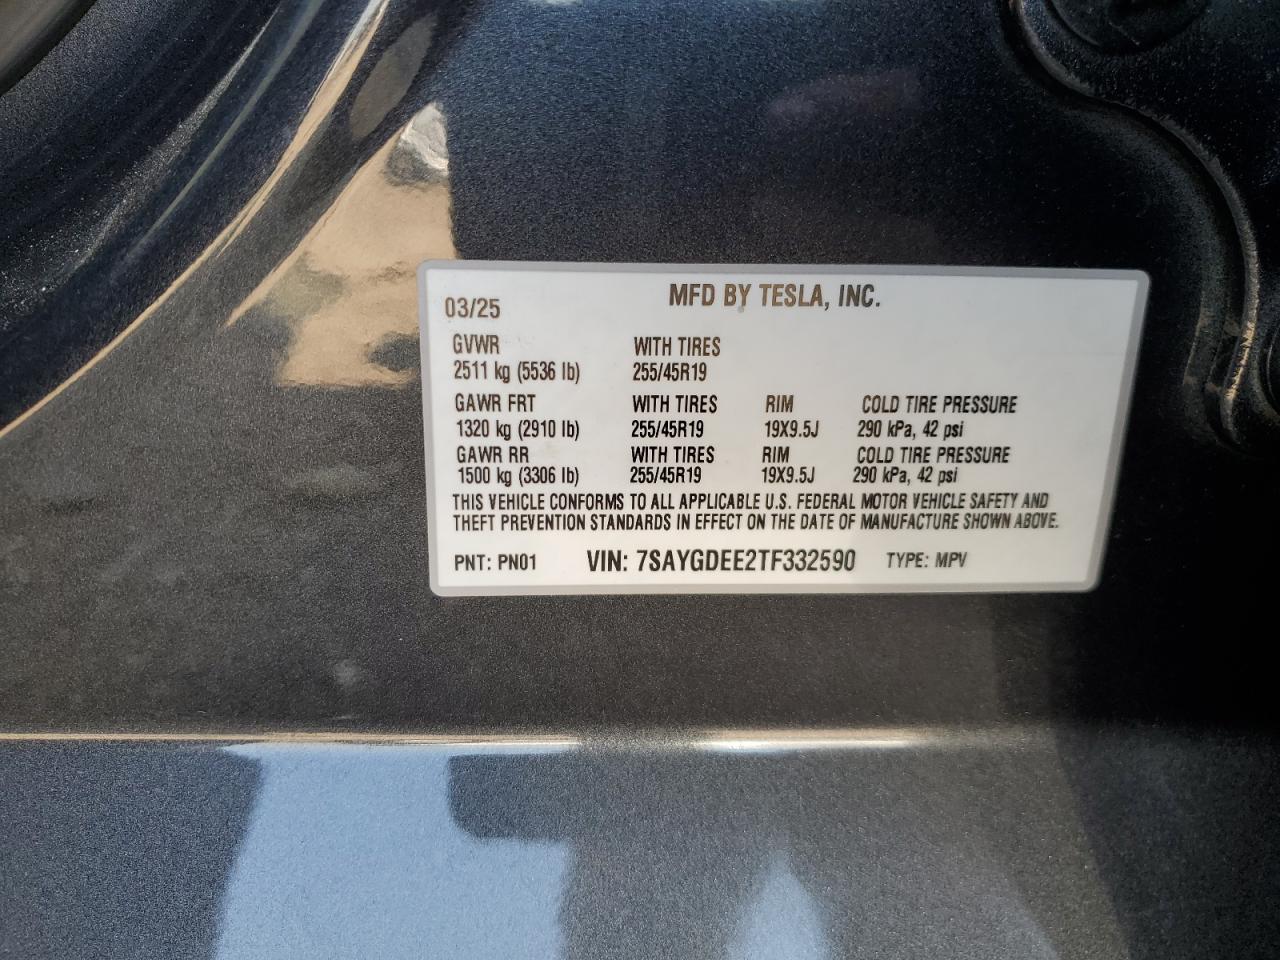 03/25 MFD BY TESLA, INC.
GVWR WITH TIRES
2511 kg (5536 lb) 255/45R19
GAWR FRT WITH TIRES RIM COLD TIRE PRESSURE
1320 kg (2910 lb) 255/45R19 19X9.5J 290 kPa, 42 psi
GAWR RR WITH TIRES RIM COLD TIRE PRESSURE
1500 kg (3306 lb) 255/45R19 19X9.5J 290 kPa, 42 psi
THIS VEHICLE CONFORMS TO ALL APPLICABLE U.S. FEDERAL MOTOR VEHICLE SAFETY AND
THEFT PREVENTION STANDARDS IN EFFECT ON THE DATE OF MANUFACTURE SHOWN ABOVE.
PNT: PN01 VIN: 7SAYGDEE2TF332590 TYPE: MPV